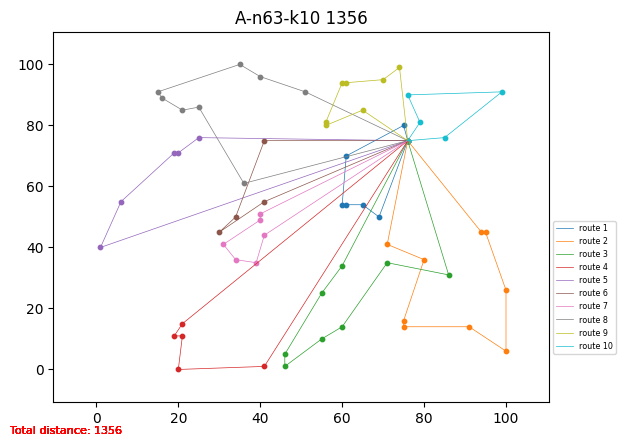 A-n63-k10 1356
100
80
60
40
20
0
0 20 40 60 80 100
route 1
route 2
route 3
route 4
route 5
route 6
route 7
route 8
route 9
route 10
Total distance: 1356